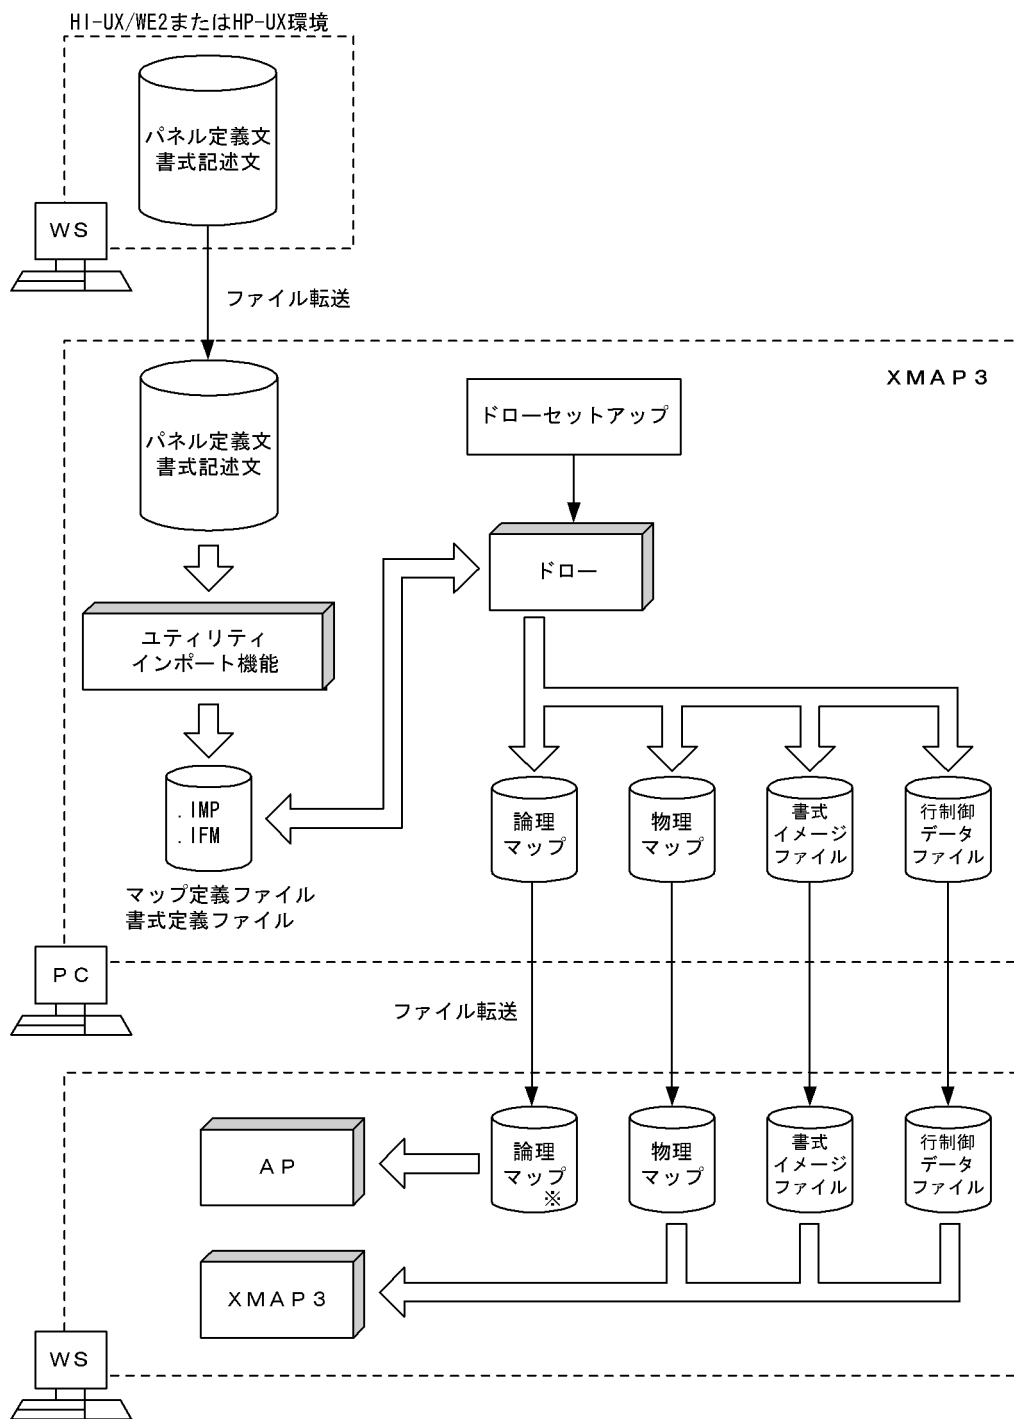 HI-UX/WE2またはHP-UX環境
パネル定義文
書式記述文
WS
ファイル転送
XMAP3
パネル定義文
書式記述文
ドローセットアップ
ドロー
ユティリティ
インポート機能
.IMP
.IFM
マップ定義ファイル
書式定義ファイル
論理
マップ
物理
マップ
書式
イメージ
ファイル
行制御
データ
ファイル
PC
ファイル転送
AP
論理
マップ
※
物理
マップ
書式
イメージ
ファイル
行制御
データ
ファイル
XMAP3
WS